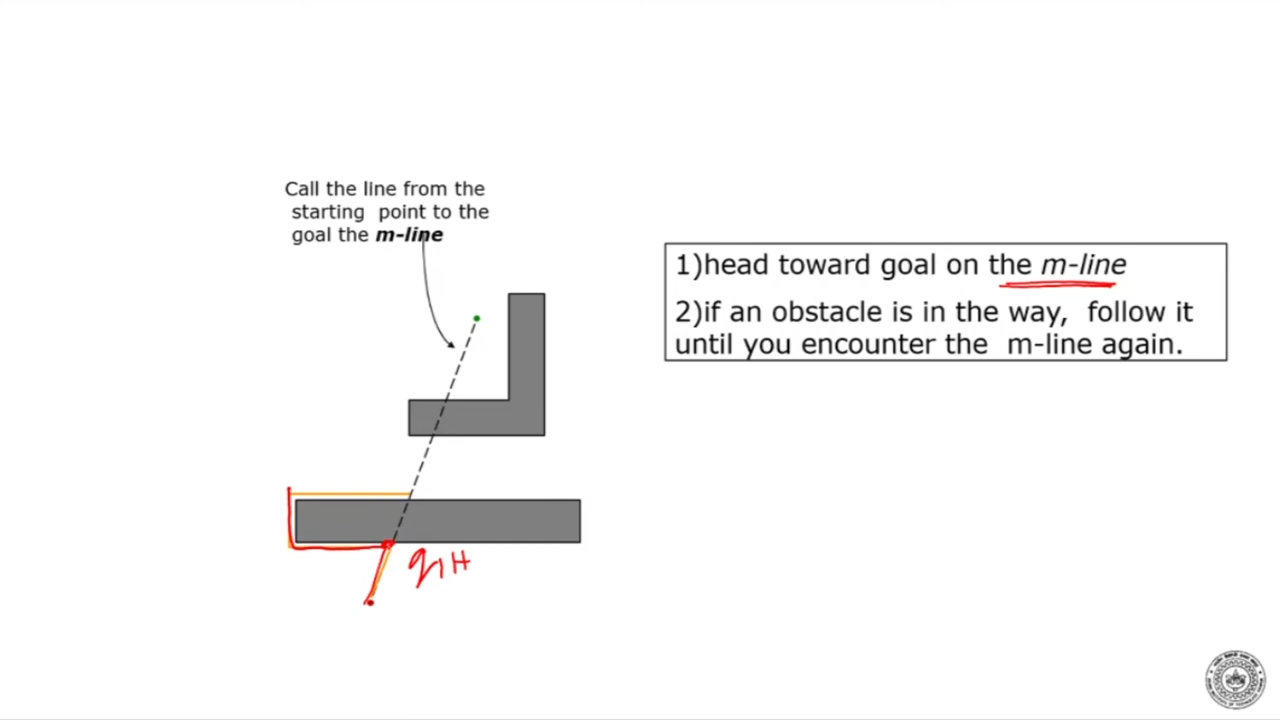 Call the line from the
starting point to the
goal the m-line
1)head toward goal on the m-line
2)if an obstacle is in the way, follow it
until you encounter the m-line again.
q1H